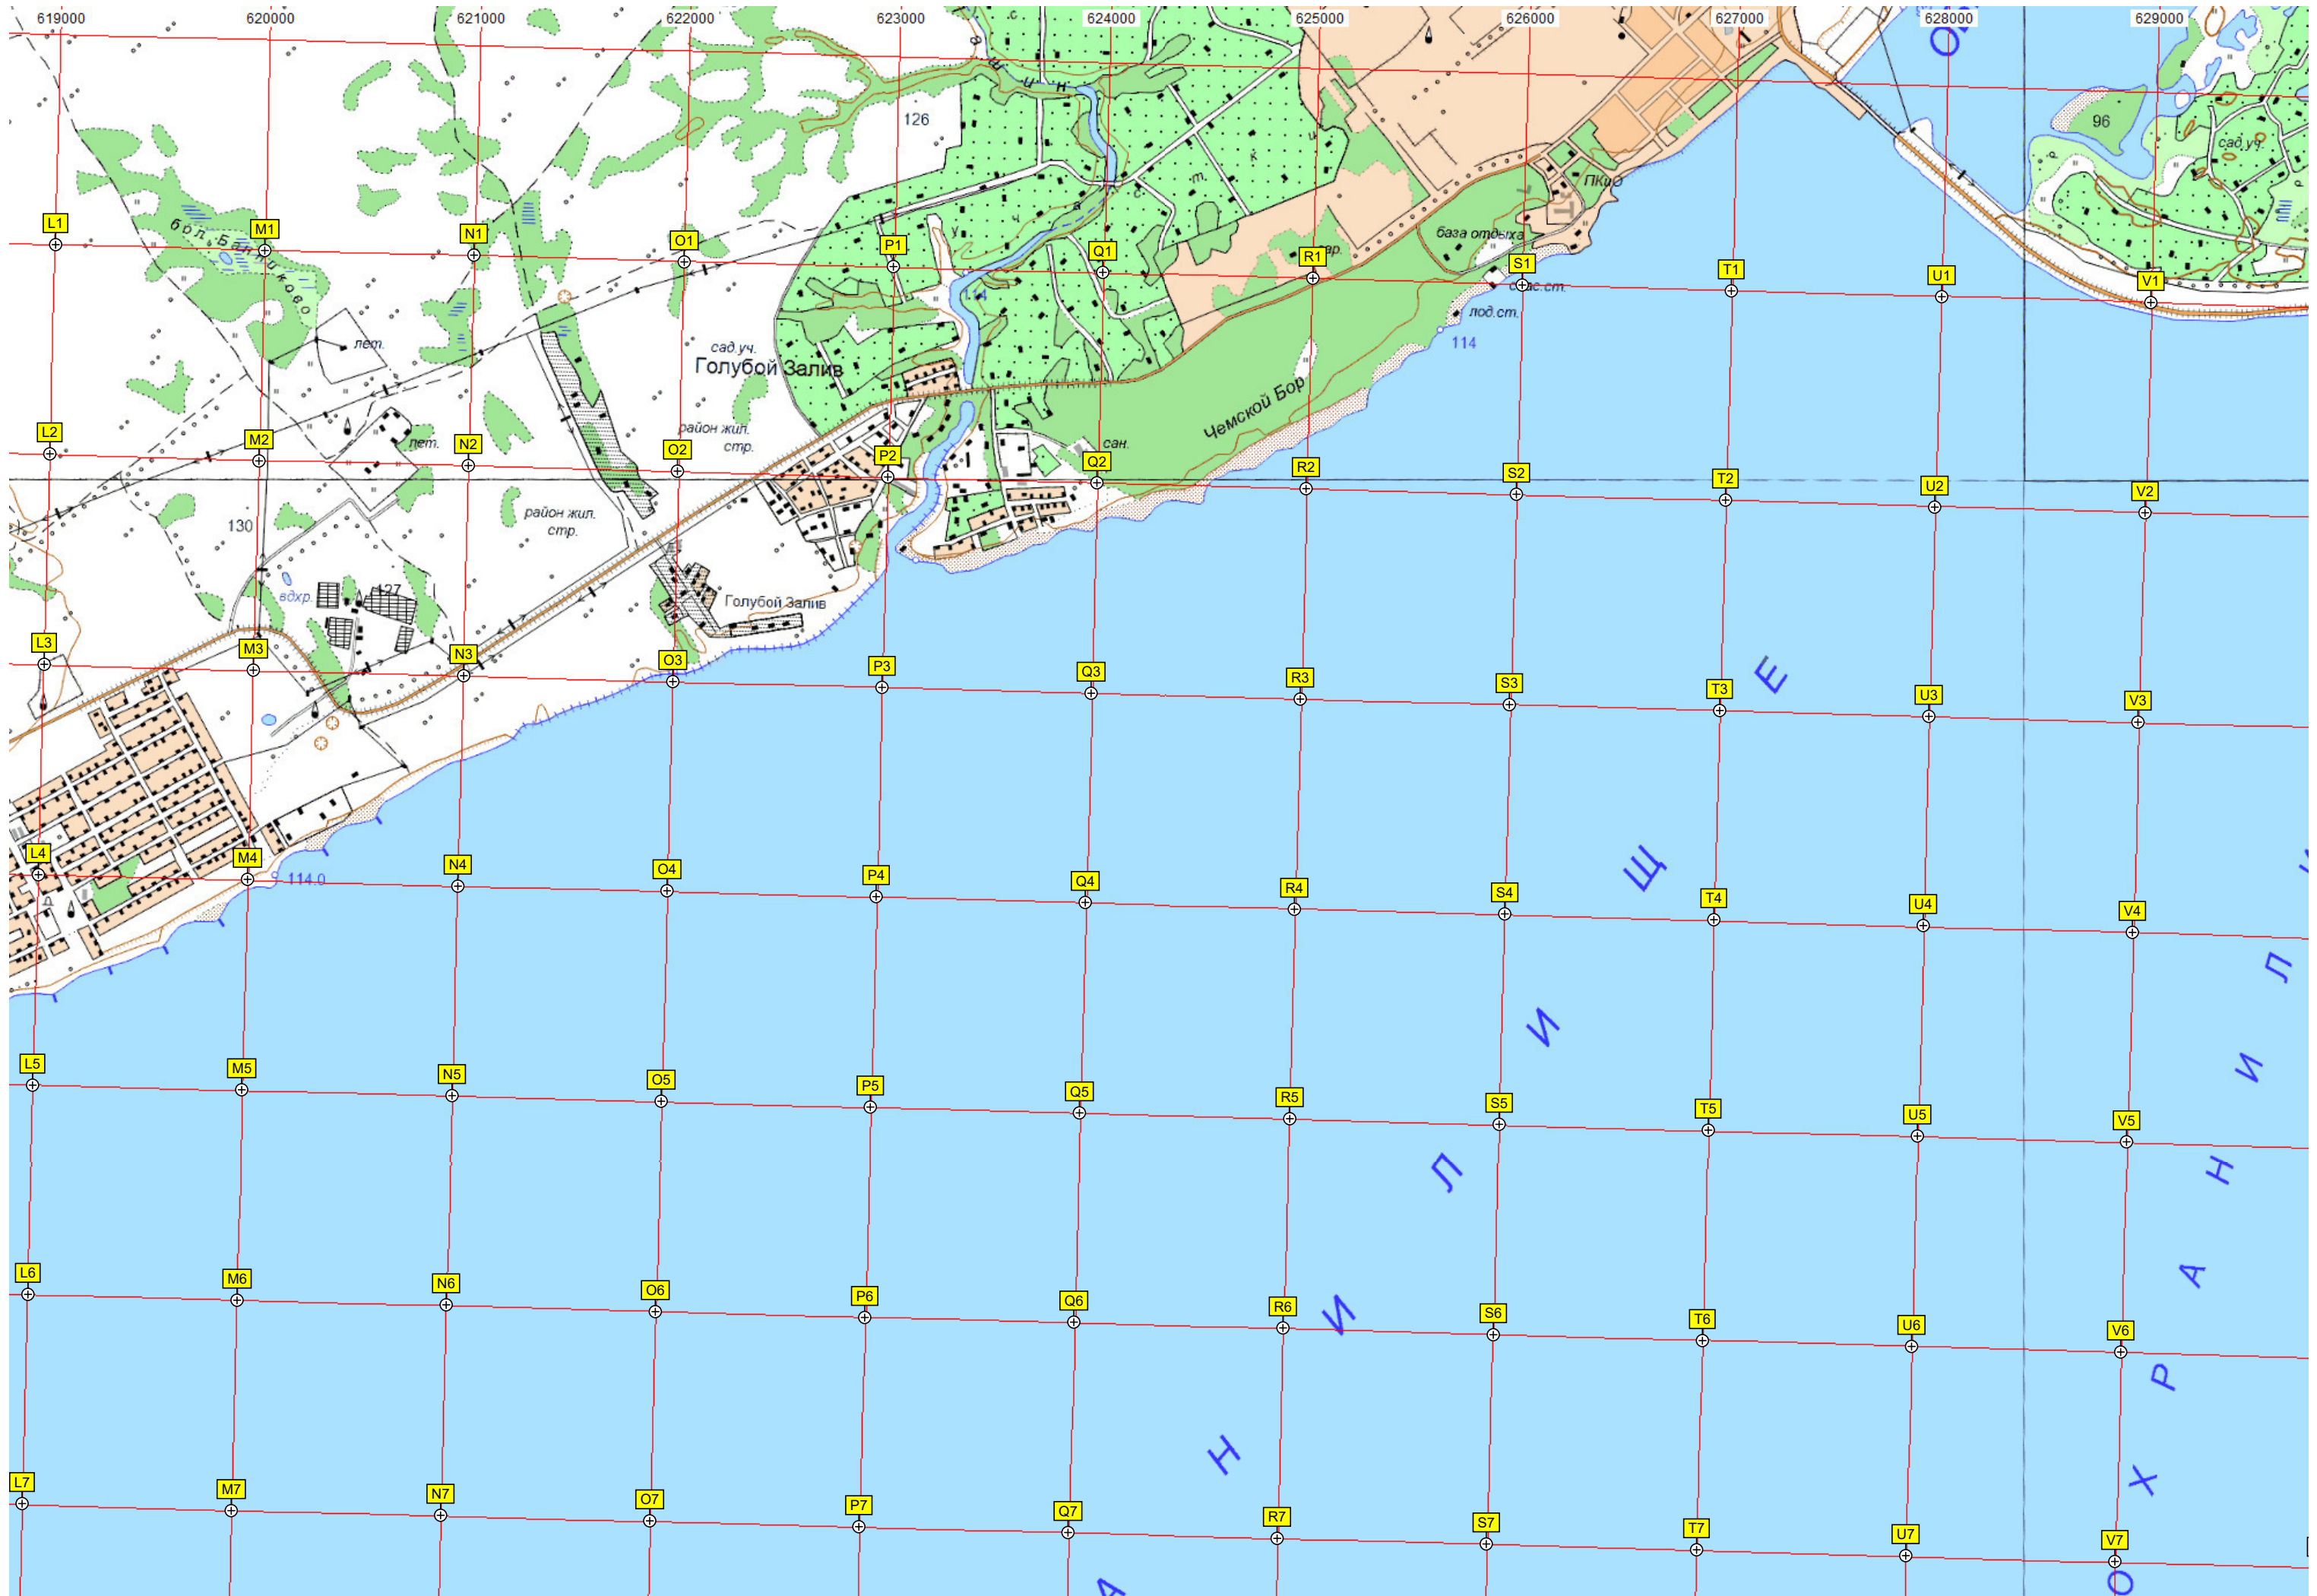 619000 620000 621000 622000 623000 624000 625000 626000 627000 628000 629000
126
96
сад.уч.
ПКиО
L1 M1 N1 O1 P1 Q1 R1 S1 T1 U1 V1
база отдыха
114
лод.ст.
114
лет.
сад.уч.
Голубой Залив
Чемской Бор
район жил.
стр.
лет.
сан.
L2 M2 N2 O2 P2 Q2 R2 S2 T2 U2 V2
130
район жил.
стр.
вдхр.
127
Голубой Залив
L3 M3 N3 O3 P3 Q3 R3 S3 T3 U3 V3
Е
L4 M4 N4 O4 P4 Q4 R4 S4 T4 U4 V4
114.0
Щ
Л
И
И
L5 M5 N5 O5 P5 Q5 R5 S5 T5 U5 V5
Л
Н
А
L6 M6 N6 O6 P6 Q6 R6 S6 T6 U6 V6
И
Р
Н
Х
L7 M7 N7 O7 P7 Q7 R7 S7 T7 U7 V7
А
О